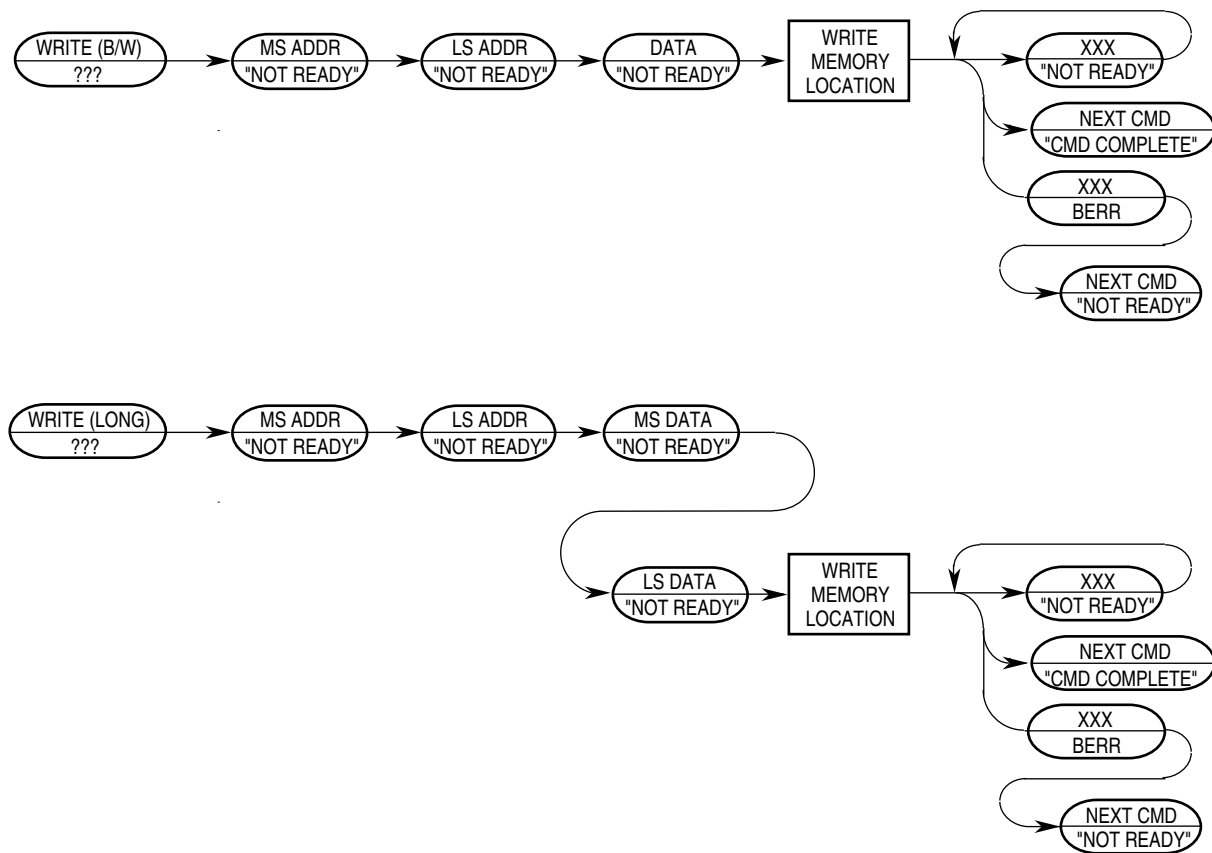 WRITE (B/W)
???
MS ADDR
"NOT READY"
LS ADDR
"NOT READY"
DATA
"NOT READY"
WRITE
MEMORY
LOCATION
XXX
"NOT READY"
NEXT CMD
"CMD COMPLETE"
XXX
BERR
NEXT CMD
"NOT READY"
WRITE (LONG)
???
MS ADDR
"NOT READY"
LS ADDR
"NOT READY"
MS DATA
"NOT READY"
LS DATA
"NOT READY"
WRITE
MEMORY
LOCATION
XXX
"NOT READY"
NEXT CMD
"CMD COMPLETE"
XXX
BERR
NEXT CMD
"NOT READY"